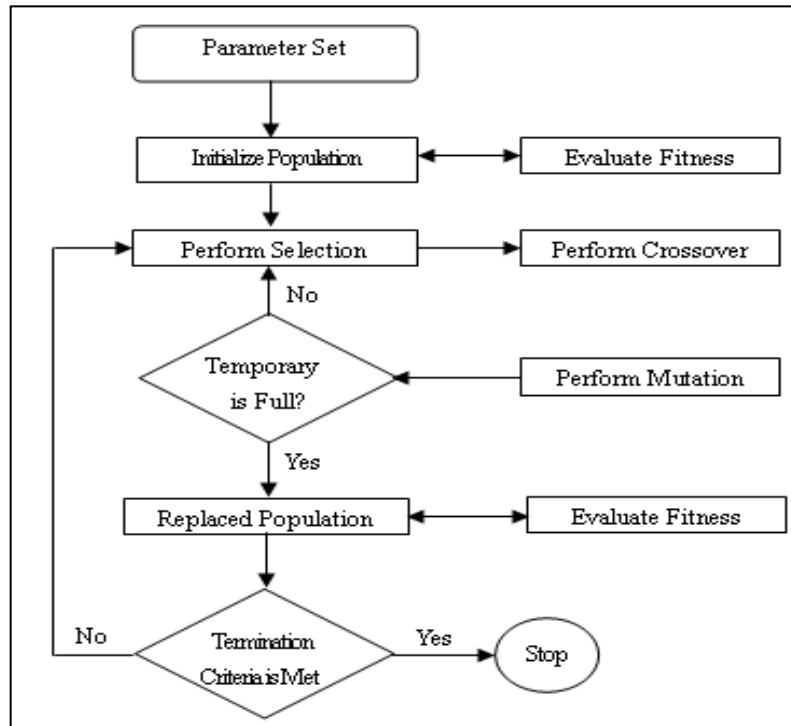 Parameter Set
Initialize Population
Evaluate Fitness
Perform Selection
Perform Crossover
No
Temporary
is Full?
Perform Mutation
Yes
Replaced Population
Evaluate Fitness
No
Termination
Criteria is Met
Yes
Stop